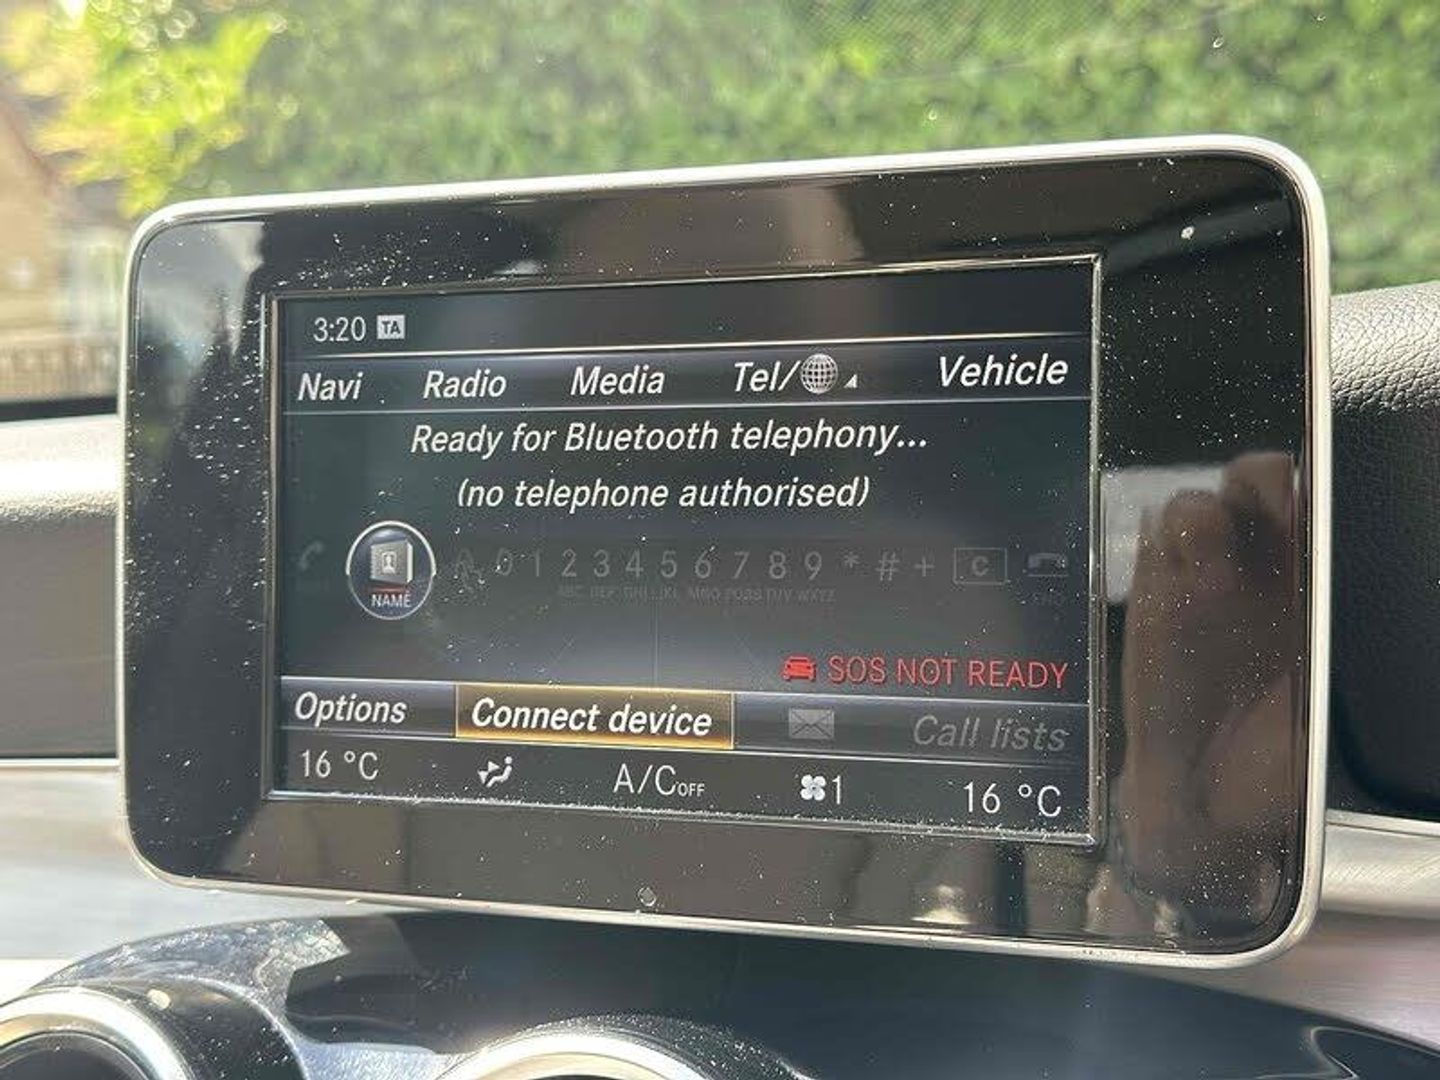 3:20 TA
Navi Radio Media Tel/ Vehicle
Ready for Bluetooth telephony...
(no telephone authorised)
NAME 0 1 2 3 4 5 6 7 8 9 * # + C
SOS NOT READY
Options Connect device Call lists
16 °C A/C OFF 1 16 °C